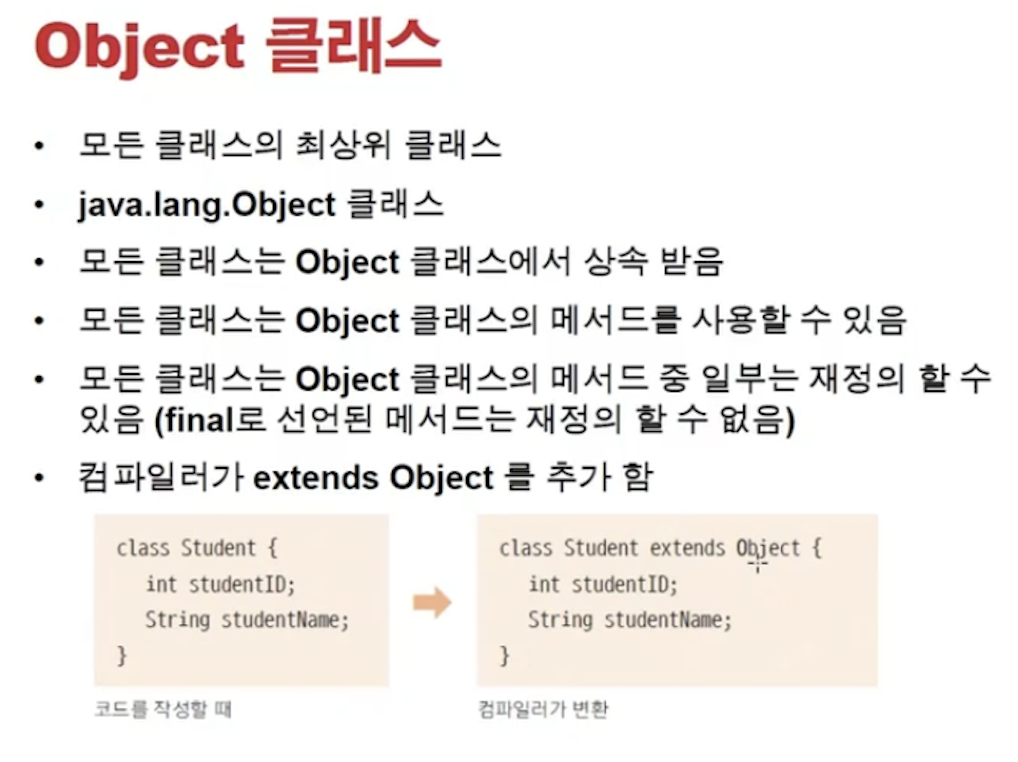 Object 클래스
• 모든 클래스의 최상위 클래스
• java.lang.Object 클래스
• 모든 클래스는 Object 클래스에서 상속 받음
• 모든 클래스는 Object 클래스의 메서드를 사용할 수 있음
• 모든 클래스는 Object 클래스의 메서드 중 일부는 재정의 할 수
있음 (final로 선언된 메서드는 재정의 할 수 없음)
• 컴파일러가 extends Object 를 추가 함
class Student {
int studentID;
String studentName;
}
코드를 작성할 때
class Student extends Object {
int studentID;
String studentName;
}
컴파일러가 변환